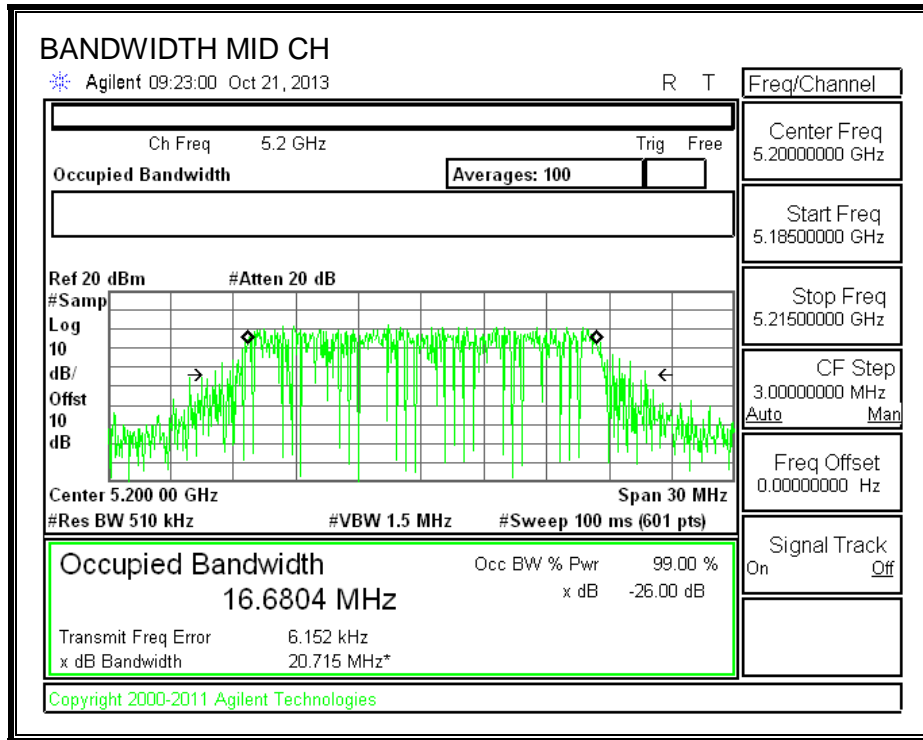 BANDWIDTH MID CH
Agilent 09:23:00 Oct 21, 2013 R T
Freq/Channel
Ch Freq 5.2 GHz Trig Free
Occupied Bandwidth Averages: 100
Center Freq
5.20000000 GHz
Start Freq
5.18500000 GHz
Stop Freq
5.21500000 GHz
CF Step
3.00000000 MHz
Auto Man
Freq Offset
0.00000000 Hz
Signal Track
On Off
Ref 20 dBm #Atten 20 dB
#Samp
Log
10
dB/
Offst
10
dB
Center 5.200 00 GHz Span 30 MHz
#Res BW 510 kHz #VBW 1.5 MHz #Sweep 100 ms (601 pts)
Occupied Bandwidth Occ BW % Pwr 99.00 %
16.6804 MHz x dB -26.00 dB
Transmit Freq Error 6.152 kHz
x dB Bandwidth 20.715 MHz*
Copyright 2000-2011 Agilent Technologies